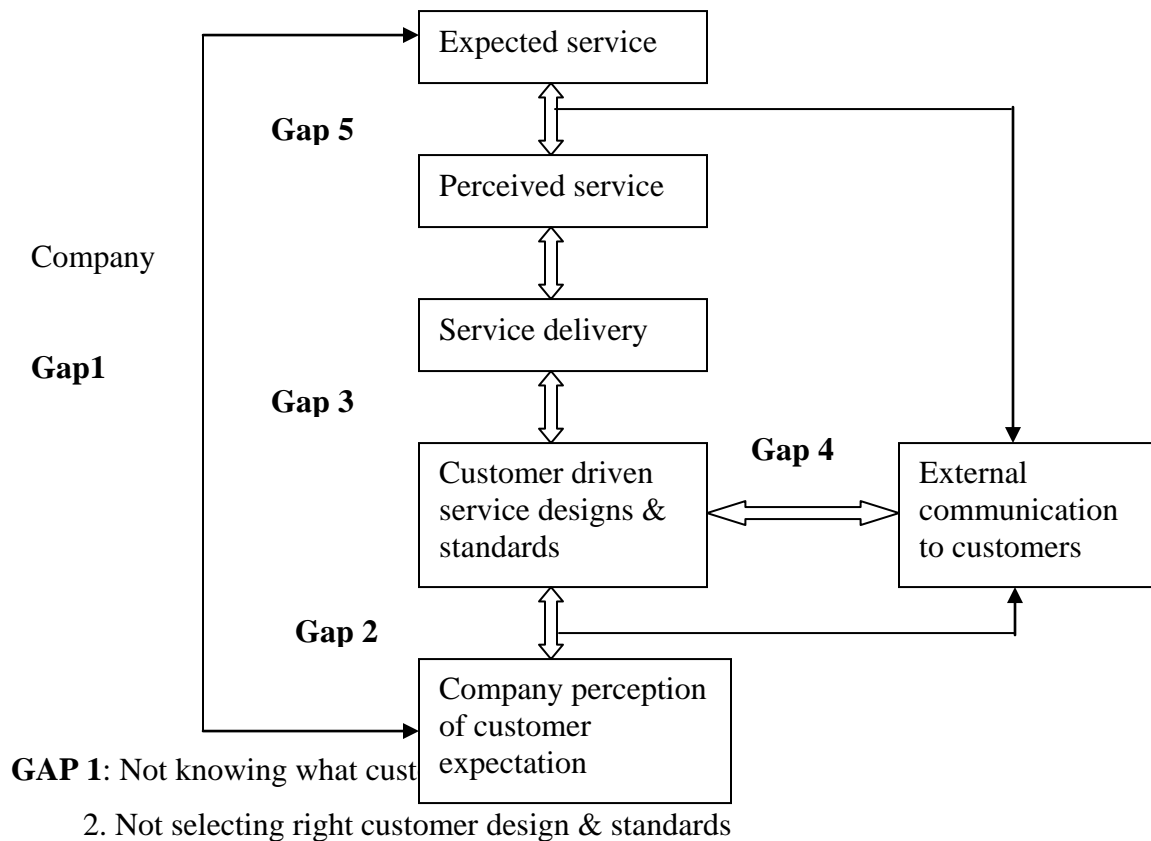 Expected service
Gap 5
Perceived service
Company
Service delivery
Gap1
Gap 3
Gap 4
Customer driven
service designs &
standards
External
communication
to customers
Gap 2
Company perception
of customer
expectation
GAP 1: Not knowing what cust
2. Not selecting right customer design & standards